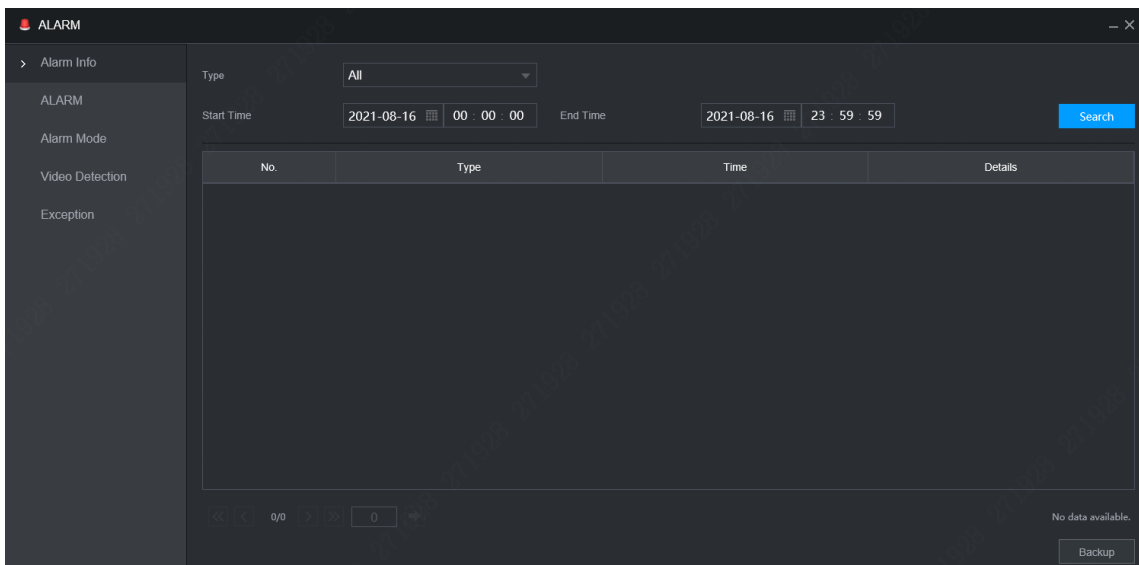 ALARM
Alarm Info
ALARM
Alarm Mode
Video Detection
Exception
Type All
Start Time 2021-08-16 00 : 00 : 00 End Time 2021-08-16 23 : 59 : 59 Search
No. Type Time Details
0/0 0 No data available.
Backup